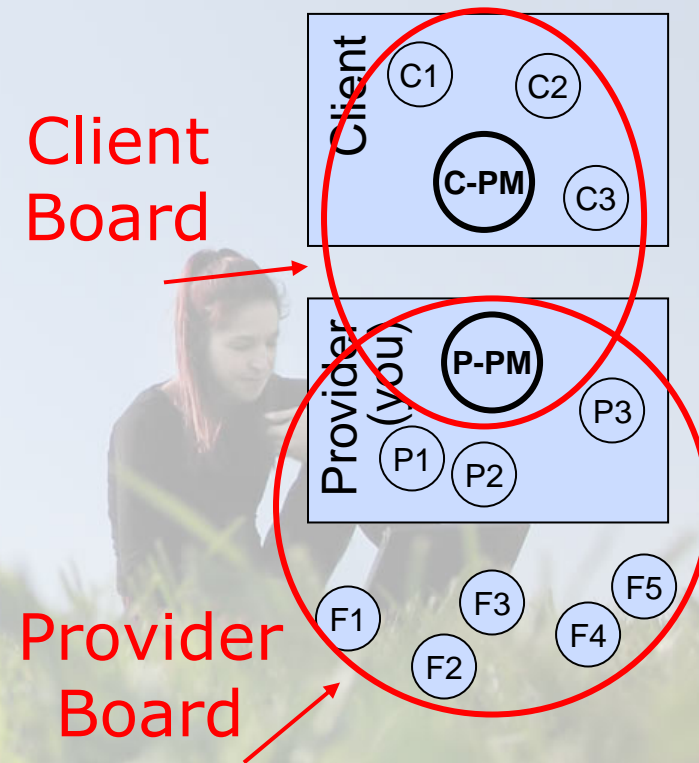 Client
C1
C2
C-PM
C3
Client
Board
Provider
(you)
P-PM
P3
P1
P2
F1
F2
F3
F4
F5
Provider
Board